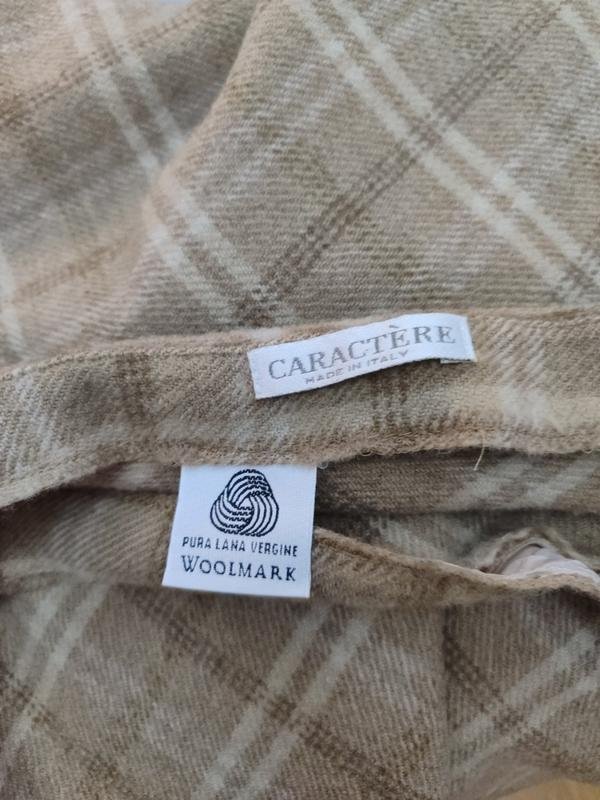 CARACTÈRE
MADE IN ITALY
PURA LANA VERGINE
WOOLMARK